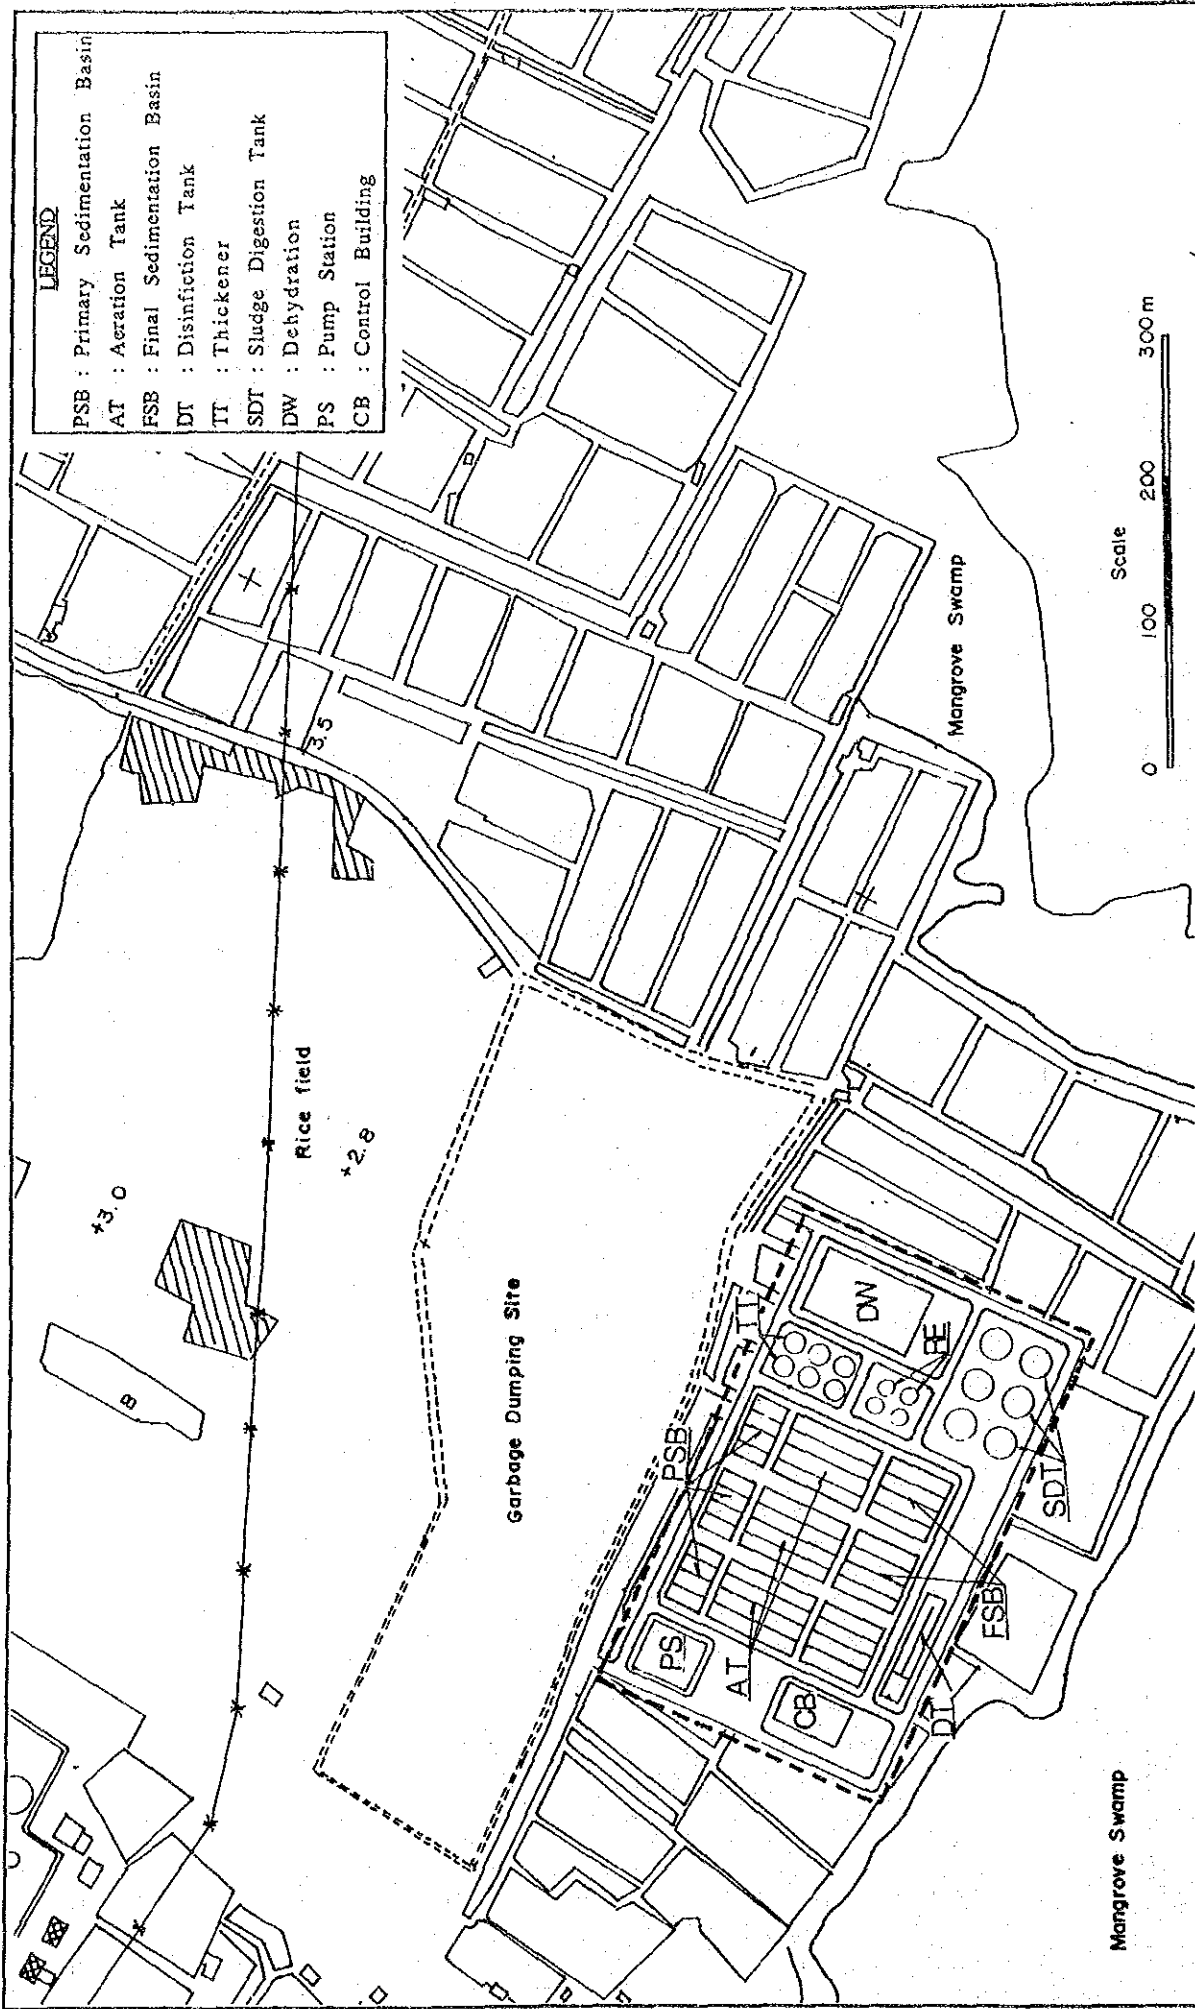 LEGEND
PSB : Primary Sedimentation Basin
AT : Aeration Tank
FSB : Final Sedimentation Basin
DT : Disinfiction Tank
TT : Thickener
SDT : Sludge Digestion Tank
DW : Dehydration
PS : Pump Station
CB : Control Building
3.5
+3.0
Rice field
+2.8
8
Garbage Dumping Site
Mangrove Swamp
Scale
0 100 200 300 m
TT
DW
PSB
SDT
PS
AT
CB
FSB
DT
Mangrove Swamp